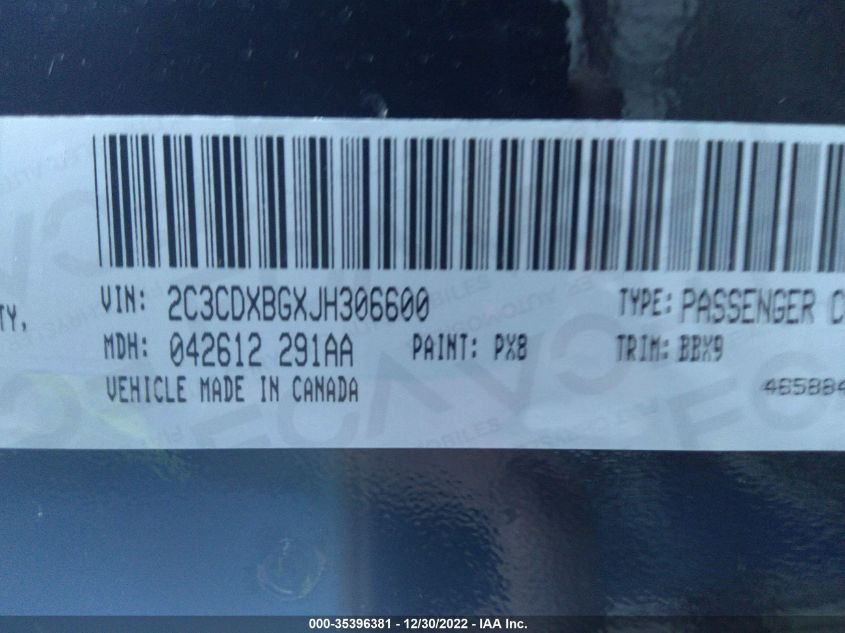 TY,
VIN: 2C3CDXBGXJH306600 TYPE: PASSENGER C
MDH: 042612 291AA PAINT: PX8 TRIM: BBX9
VEHICLE MADE IN CANADA 465884
000-35396381 - 12/30/2022 - IAA Inc.